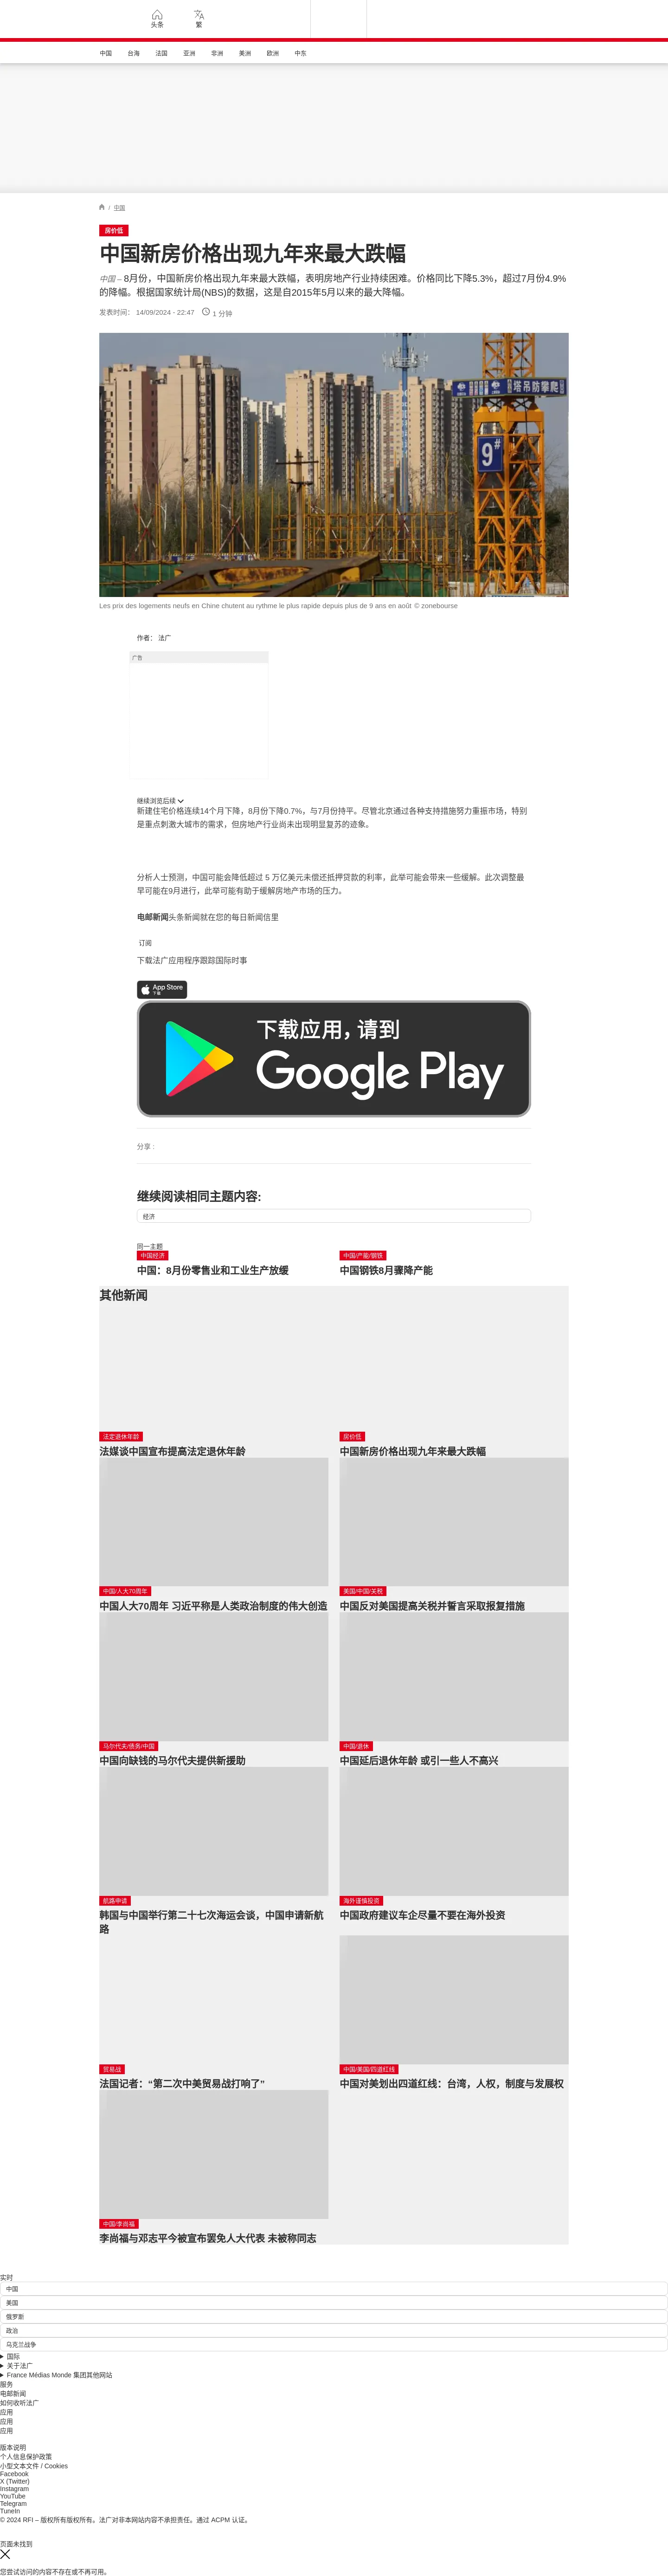 头条
繁
中国
台海
法国
亚洲
非洲
美洲
欧洲
中东
/ 中国
房价低
中国新房价格出现九年来最大跌幅
中国 – 8月份，中国新房价格出现九年来最大跌幅，表明房地产行业持续困难。价格同比下降5.3%，超过7月份4.9%
的降幅。根据国家统计局(NBS)的数据，这是自2015年5月以来的最大降幅。
发表时间： 14/09/2024 - 22:47
1 分钟
塔吊防攀爬
9#
Les prix des logements neufs en Chine chutent au rythme le plus rapide depuis plus de 9 ans en août © zonebourse
作者： 法广
广告
继续浏览后续
新建住宅价格连续14个月下降，8月份下降0.7%，与7月份持平。尽管北京通过各种支持措施努力重振市场，特别
是重点刺激大城市的需求，但房地产行业尚未出现明显复苏的迹象。
分析人士预测，中国可能会降低超过 5 万亿美元未偿还抵押贷款的利率，此举可能会带来一些缓解。此次调整最
早可能在9月进行，此举可能有助于缓解房地产市场的压力。
电邮新闻头条新闻就在您的每日新闻信里
订阅
下载法广应用程序跟踪国际时事
App Store
下载
下载应用，请到
Google Play
分享 :
继续阅读相同主题内容:
经济
同一主题
中国经济
中国：8月份零售业和工业生产放缓
中国/产能/钢铁
中国钢铁8月骤降产能
其他新闻
法定退休年龄
法媒谈中国宣布提高法定退休年龄
房价低
中国新房价格出现九年来最大跌幅
中国/人大70周年
中国人大70周年 习近平称是人类政治制度的伟大创造
美国/中国/关税
中国反对美国提高关税并誓言采取报复措施
马尔代夫/债务/中国
中国向缺钱的马尔代夫提供新援助
中国/退休
中国延后退休年龄 或引一些人不高兴
航路申请
韩国与中国举行第二十七次海运会谈，中国申请新航
路
海外谨慎投资
中国政府建议车企尽量不要在海外投资
贸易战
法国记者：“第二次中美贸易战打响了”
中国/美国/四道红线
中国对美划出四道红线：台湾，人权，制度与发展权
中国/李尚福
李尚福与邓志平今被宣布罢免人大代表 未被称同志
实时
中国
美国
俄罗斯
政治
乌克兰战争
国际
关于法广
France Médias Monde 集团其他网站
服务
电邮新闻
如何收听法广
应用
应用
应用
版本说明
个人信息保护政策
小型文本文件 / Cookies
Facebook
X (Twitter)
Instagram
YouTube
Telegram
TuneIn
© 2024 RFI – 版权所有版权所有。法广对非本网站内容不承担责任。通过 ACPM 认证。
页面未找到
您尝试访问的内容不存在或不再可用。